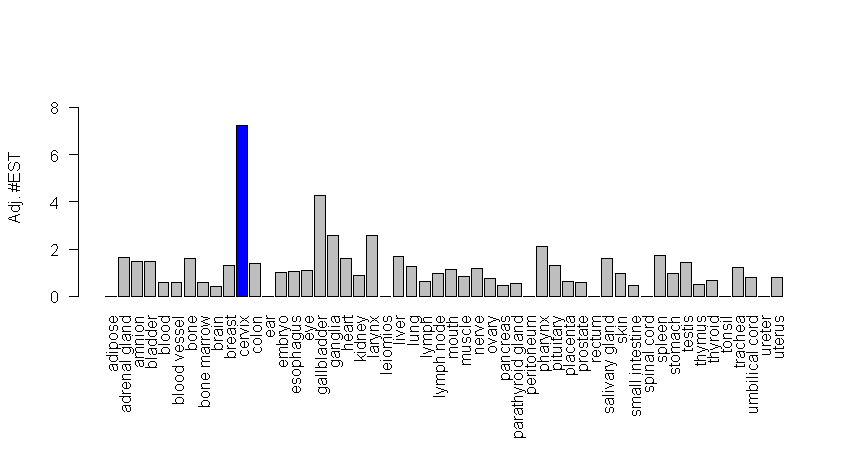 8
6
4
2
0
Adj. #EST
adipose
adrenal gland
amnion
bladder
blood
blood vessel
bone
bone marrow
brain
breast
cervix
colon
ear
embryo
esophagus
eye
gallbladder
ganglia
heart
kidney
larynx
leiomios
liver
lung
lymph
lymph node
mouth
muscle
nerve
ovary
pancreas
parathyroid gland
peritoneum
pharynx
pituitary
placenta
prostate
rectum
salivary gland
skin
small intestine
spinal cord
spleen
stomach
testis
thymus
thyroid
tonsil
trachea
umbilical cord
ureter
uterus